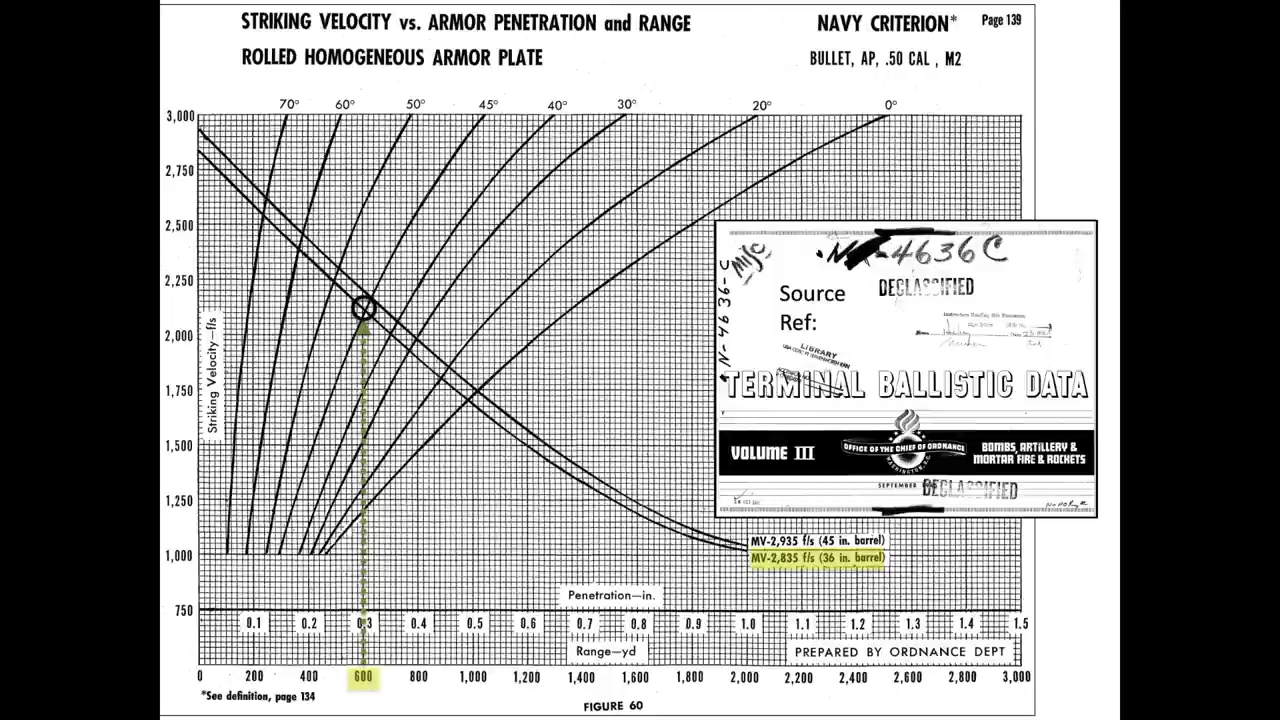 STRIKING VELOCITY vs. ARMOR PENETRATION and RANGE
NAVY CRITERION*
Page 139
ROLLED HOMOGENEOUS ARMOR PLATE
BULLET, AP, .50 CAL , M2
70° 60° 50° 45° 40° 30° 20° 0°
3,000
2,750
2,500
2,250
2,000
1,750
1,500
1,250
1,000
750
Striking Velocity—f/s
N-4636-C
Misc
4636C
DECLASSIFIED
Source
Ref:
LIBRARY
TERMINAL BALLISTIC DATA
VOLUME III
OFFICE OF THE CHIEF OF ORDNANCE
WASHINGTON, D.C.
BOMBS, ARTILLERY &
MORTAR FIRE & ROCKETS
SEPTEMBER
DECLASSIFIED
MV-2,935 f/s (45 in. barrel)
MV-2,835 f/s (36 in. barrel)
Penetration—in.
0.1 0.2 0.3 0.4 0.5 0.6 0.7 0.8 0.9 1.0 1.1 1.2 1.3 1.4 1.5
Range—yd
PREPARED BY ORDNANCE DEPT
0 200 400 600 800 1,000 1,200 1,400 1,600 1,800 2,000 2,200 2,400 2,600 2,800 3,000
*See definition, page 134
FIGURE 60